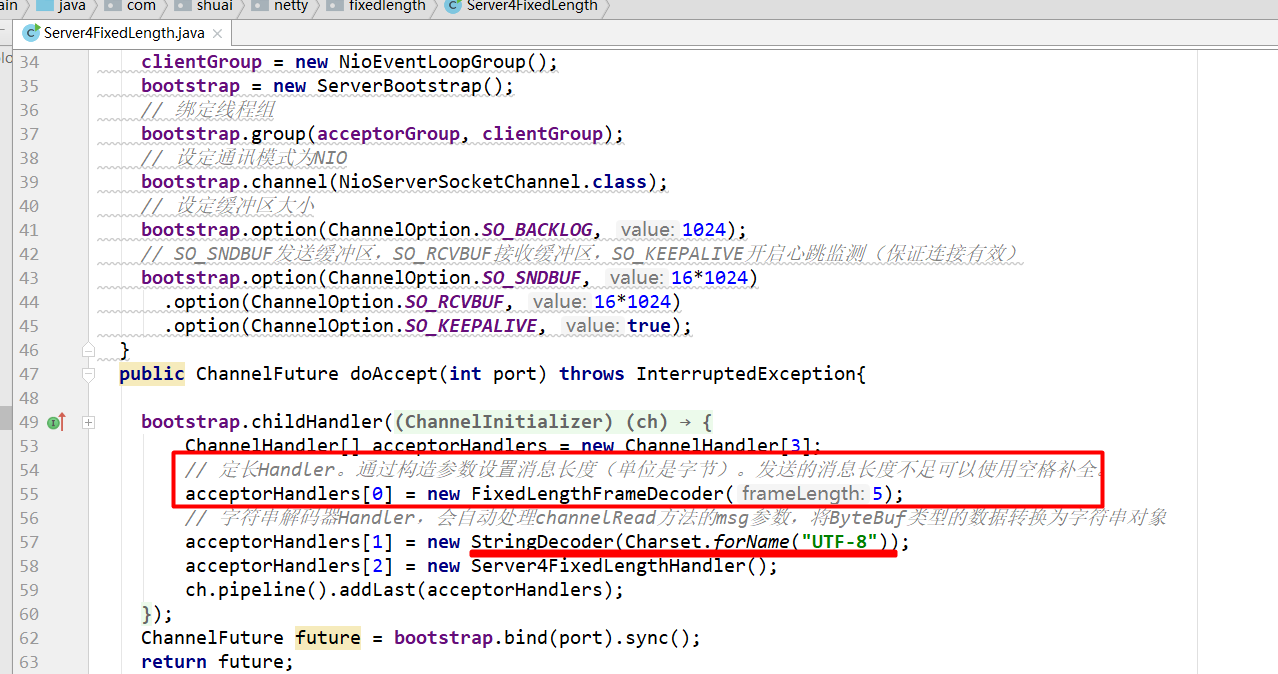 ain java com shuai netty fixedlength Server4FixedLength
Server4FixedLength.java
34 clientGroup = new NioEventLoopGroup();
35 bootstrap = new ServerBootstrap();
36 // 绑定线程组
37 bootstrap.group(acceptorGroup, clientGroup);
38 // 设定通讯模式为NIO
39 bootstrap.channel(NioServerSocketChannel.class);
40 // 设定缓冲区大小
41 bootstrap.option(ChannelOption.SO_BACKLOG, value: 1024);
42 // SO_SNDBUF发送缓冲区，SO_RCVBUF接收缓冲区，SO_KEEPALIVE开启心跳监测（保证连接有效）
43 bootstrap.option(ChannelOption.SO_SNDBUF, value: 16*1024)
44 .option(ChannelOption.SO_RCVBUF, value: 16*1024)
45 .option(ChannelOption.SO_KEEPALIVE, value: true);
46 }
47 public ChannelFuture doAccept(int port) throws InterruptedException{
48
49 bootstrap.childHandler((ChannelInitializer) (ch) → {
53 ChannelHandler[] acceptorHandlers = new ChannelHandler[3];
54 // 定长Handler。通过构造参数设置消息长度（单位是字节）。发送的消息长度不足可以使用空格补全。
55 acceptorHandlers[0] = new FixedLengthFrameDecoder( frameLength: 5);
56 // 字符串解码器Handler，会自动处理channelRead方法的msg参数，将ByteBuf类型的数据转换为字符串对象
57 acceptorHandlers[1] = new StringDecoder(Charset.forName("UTF-8"));
58 acceptorHandlers[2] = new Server4FixedLengthHandler();
59 ch.pipeline().addLast(acceptorHandlers);
60 });
62 ChannelFuture future = bootstrap.bind(port).sync();
63 return future;